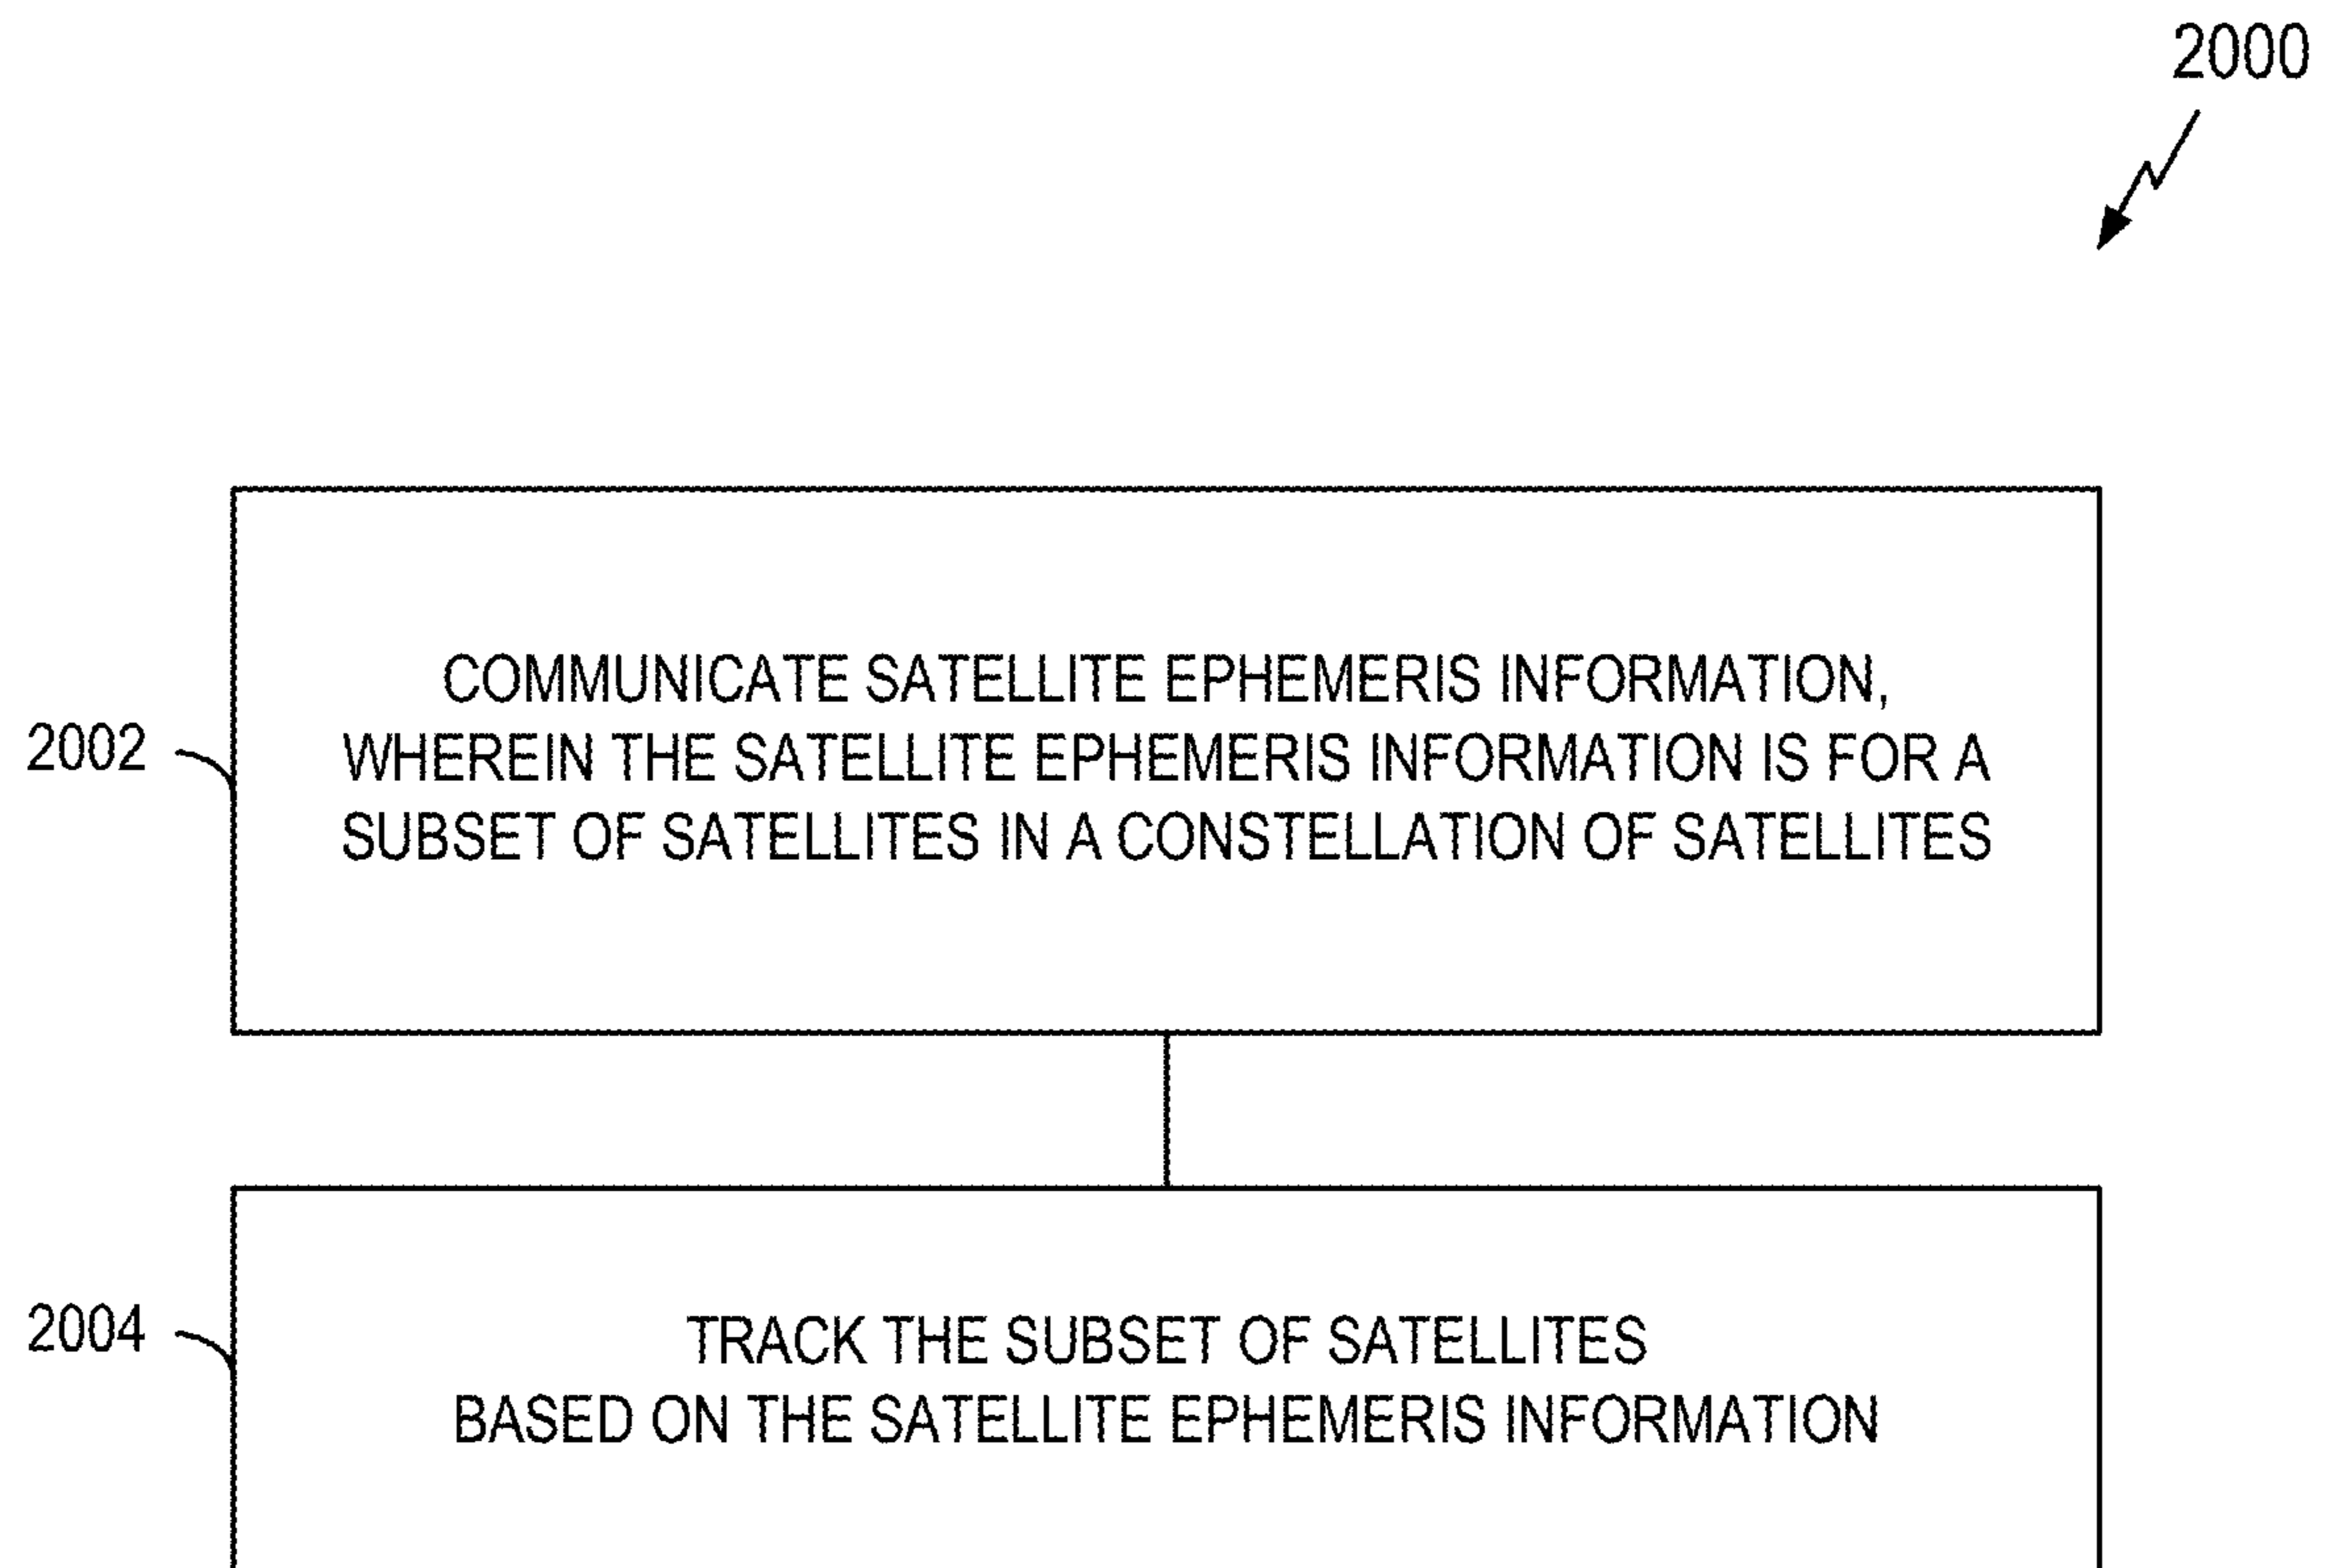 2000
2002
COMMUNICATE SATELLITE EPHEMERIS INFORMATION,
WHEREIN THE SATELLITE EPHEMERIS INFORMATION IS FOR A
SUBSET OF SATELLITES IN A CONSTELLATION OF SATELLITES
2004
TRACK THE SUBSET OF SATELLITES
BASED ON THE SATELLITE EPHEMERIS INFORMATION